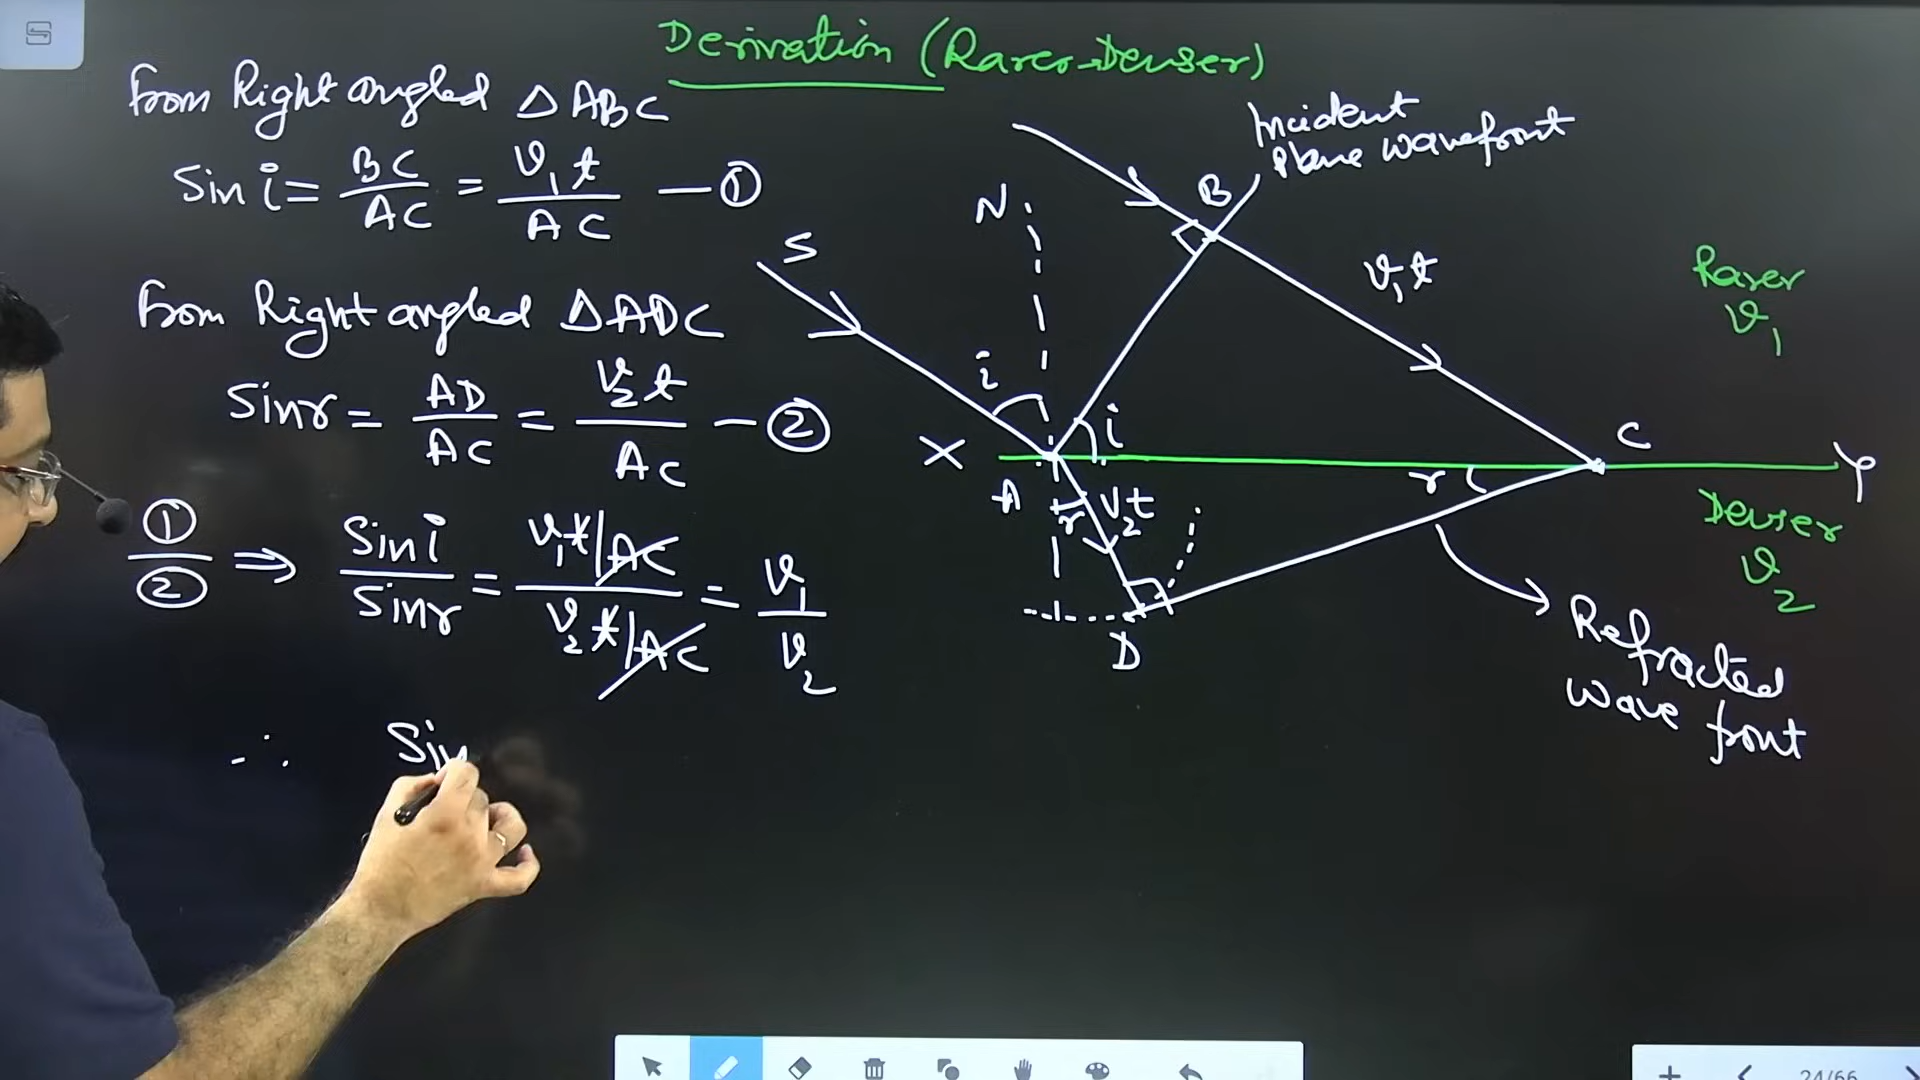 Derivation (Rarer→Denser)
From Right angled Δ ABC
Sin i = BC/AC = v₁t/AC — ①
From Right angled Δ ADC
Sin r = AD/AC = v₂t/AC — ②
①/② ⇒ Sin i/Sin r = v₁t/AC / v₂t/AC = v₁/v₂
∴ Sin
Incident
Plane wavefront
N
B
S
v₁t
Rarer
v₁
i
i
X
C
Y
A
r
v₂t
r
Denser
v₂
D
Refracted
wave front
24/66